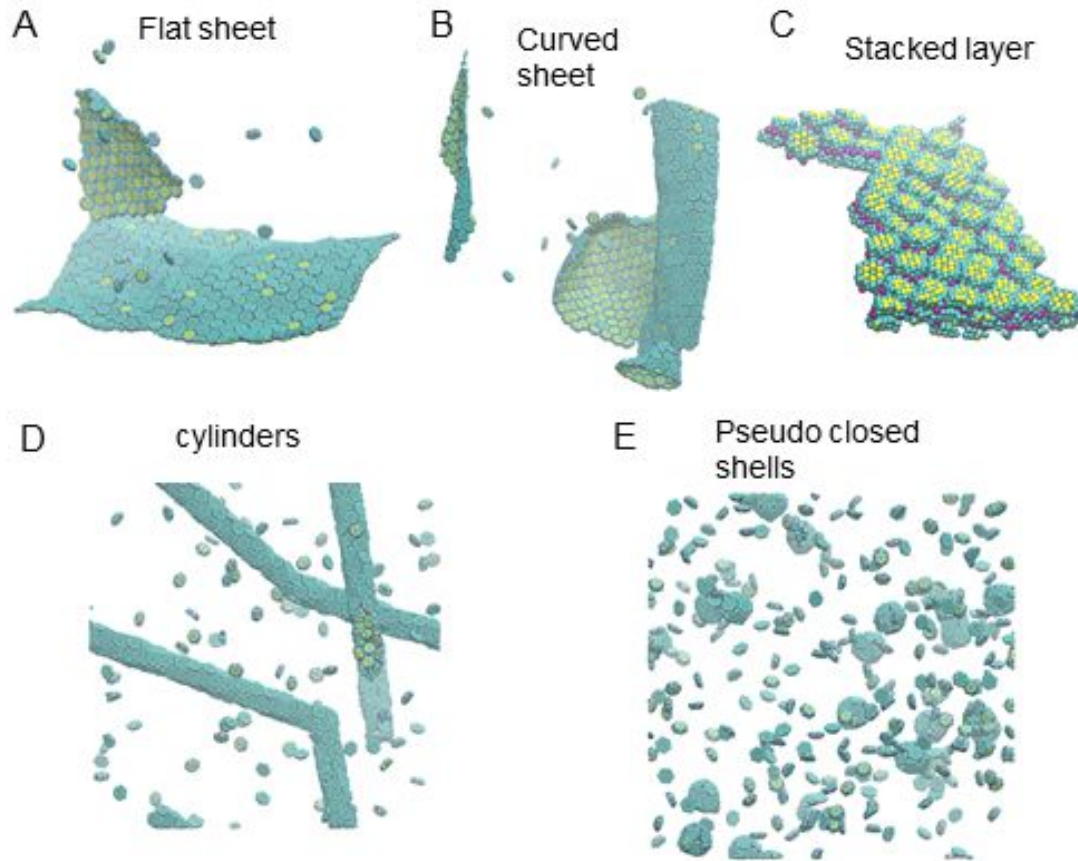 A
Flat sheet
B
Curved
sheet
C
Stacked layer
D
cylinders
E
Pseudo closed
shells